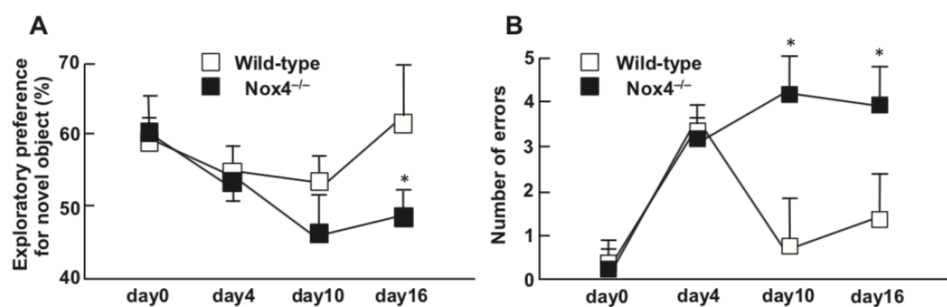 A
Exploratory preference
for novel object (%)
70
60
50
40
Wild-type
Nox4–/–
*
day0 day4 day10 day16
B
Number of errors
5
4
3
2
1
0
Wild-type
Nox4–/–
* *
day0 day4 day10 day16